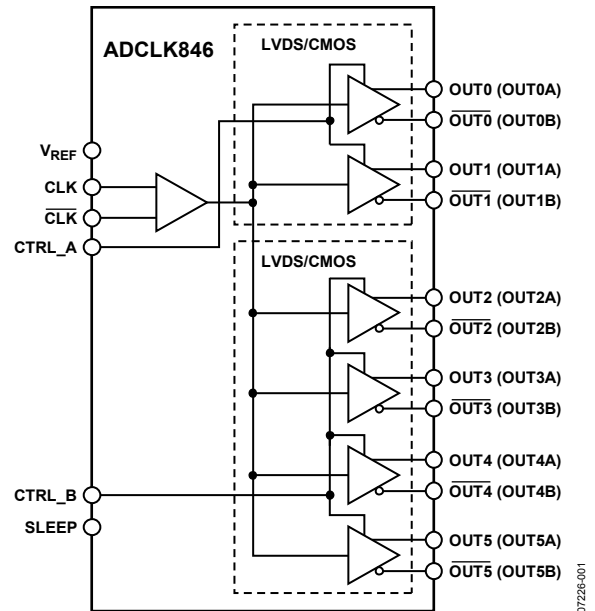 ADCLK846
LVDS/CMOS
VREF
CLK
CLK
CTRL_A
OUT0 (OUT0A)
OUT0 (OUT0B)
OUT1 (OUT1A)
OUT1 (OUT1B)
LVDS/CMOS
OUT2 (OUT2A)
OUT2 (OUT2B)
OUT3 (OUT3A)
OUT3 (OUT3B)
OUT4 (OUT4A)
OUT4 (OUT4B)
OUT5 (OUT5A)
OUT5 (OUT5B)
CTRL_B
SLEEP
07226-001